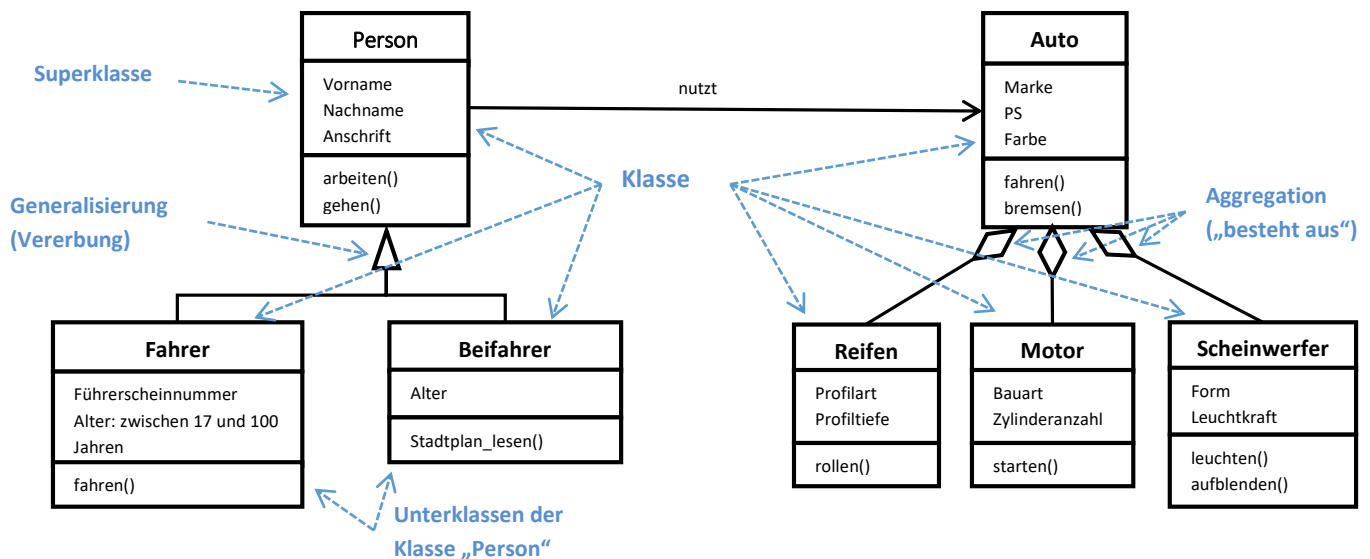 Person
Auto
Superklasse
Vorname
Nachname
Anschrift
nutzt
Marke
PS
Farbe
arbeiten()
gehen()
Klasse
fahren()
bremsen()
Generalisierung
(Vererbung)
Aggregation
(„besteht aus“)
Fahrer
Beifahrer
Reifen
Motor
Scheinwerfer
Führerscheinnummer
Alter: zwischen 17 und 100
Jahren
Alter
Profilart
Profiltiefe
Bauart
Zylinderanzahl
Form
Leuchtkraft
fahren()
Stadtplan_lesen()
rollen()
starten()
leuchten()
aufblenden()
Unterklassen der
Klasse „Person“